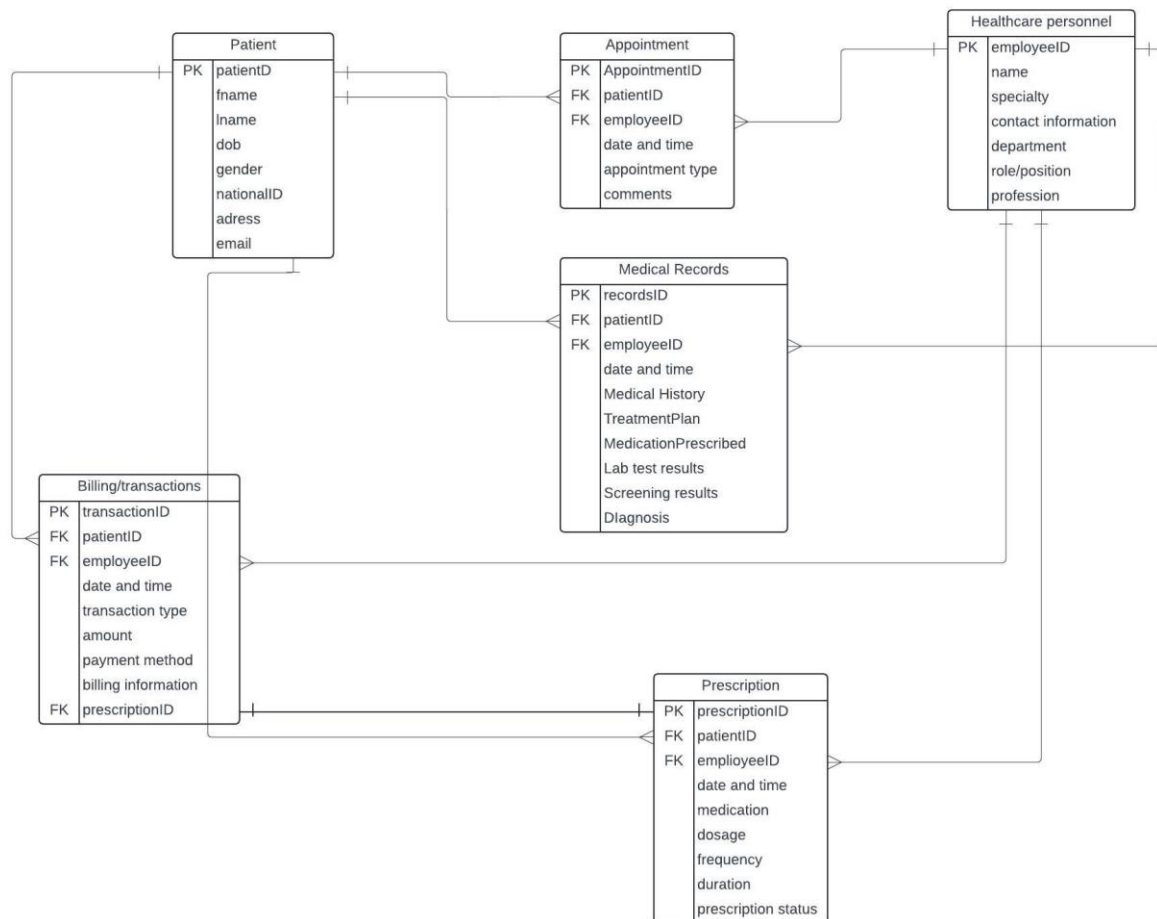 Patient
PK patientD
fname
lname
dob
gender
nationalID
adress
email
Appointment
PK AppointmentID
FK patientID
FK employeeID
date and time
appointment type
comments
Healthcare personnel
PK employeeID
name
specialty
contact information
department
role/position
profession
Medical Records
PK recordsID
FK patientID
FK employeeID
date and time
Medical History
TreatmentPlan
MedicationPrescribed
Lab test results
Screening results
DIagnosis
Billing/transactions
PK transactionID
FK patientID
FK employeeID
date and time
transaction type
amount
payment method
billing information
FK prescriptionID
Prescription
PK prescriptionID
FK patientID
FK emplioyeeID
date and time
medication
dosage
frequency
duration
prescription status